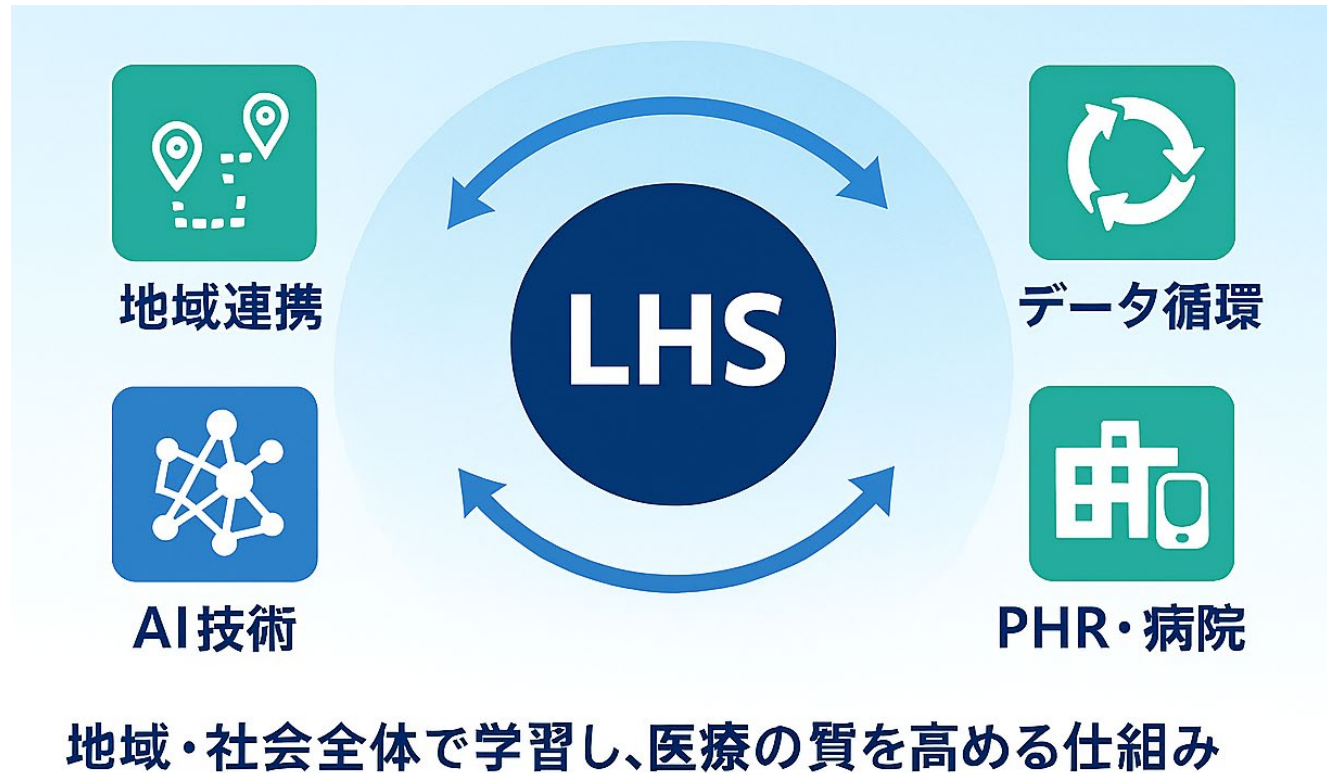 地域連携
データ循環
LHS
AI技術
PHR・病院
地域・社会全体で学習し、医療の質を高める仕組み